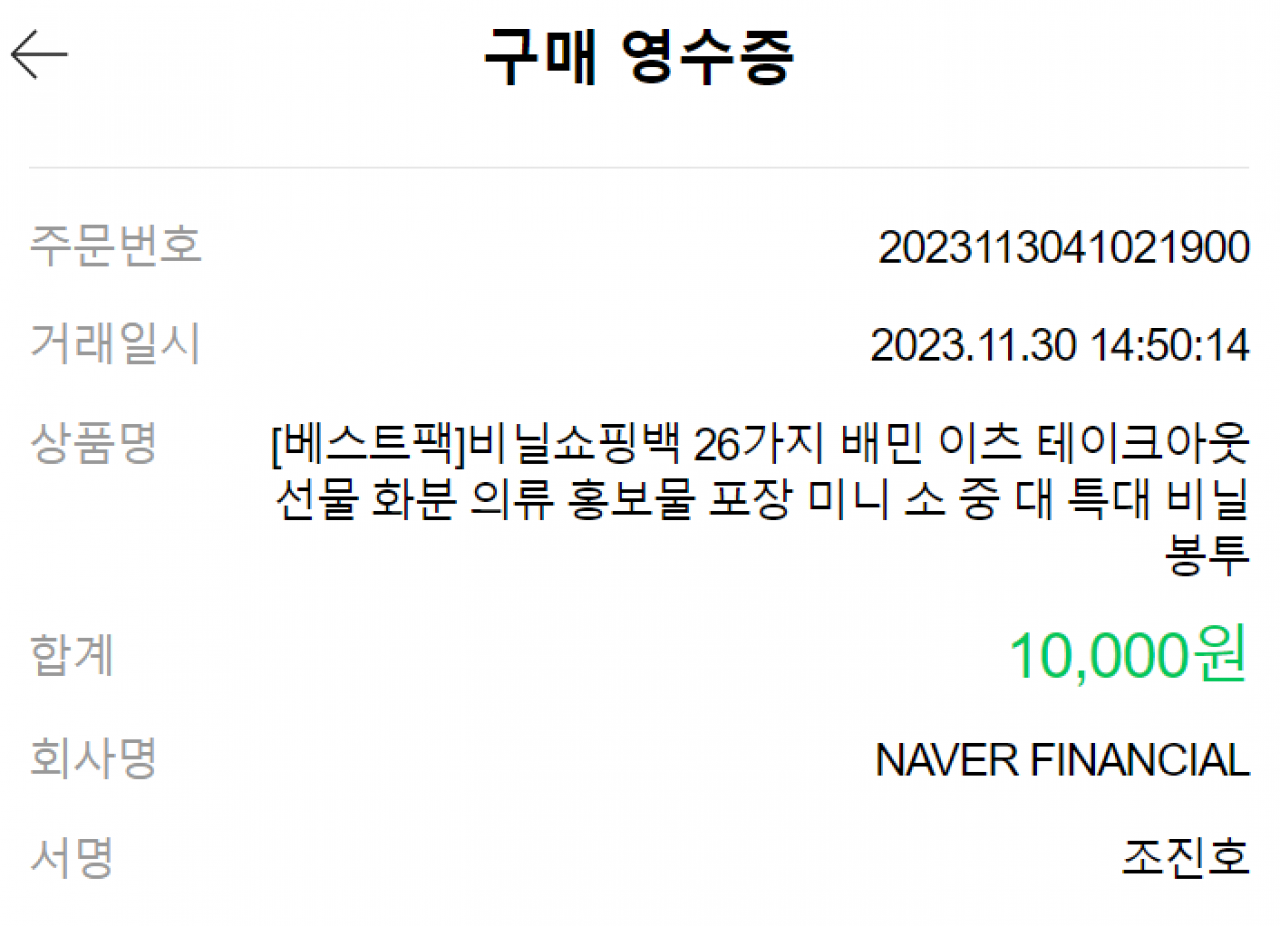 구매 영수증
주문번호 2023113041021900
거래일시 2023.11.30 14:50:14
상품명 [베스트팩]비닐쇼핑백 26가지 배민 이츠 테이크아웃
선물 화분 의류 홍보물 포장 미니 소 중 대 특대 비닐
봉투
합계 10,000원
회사명 NAVER FINANCIAL
서명 조진호